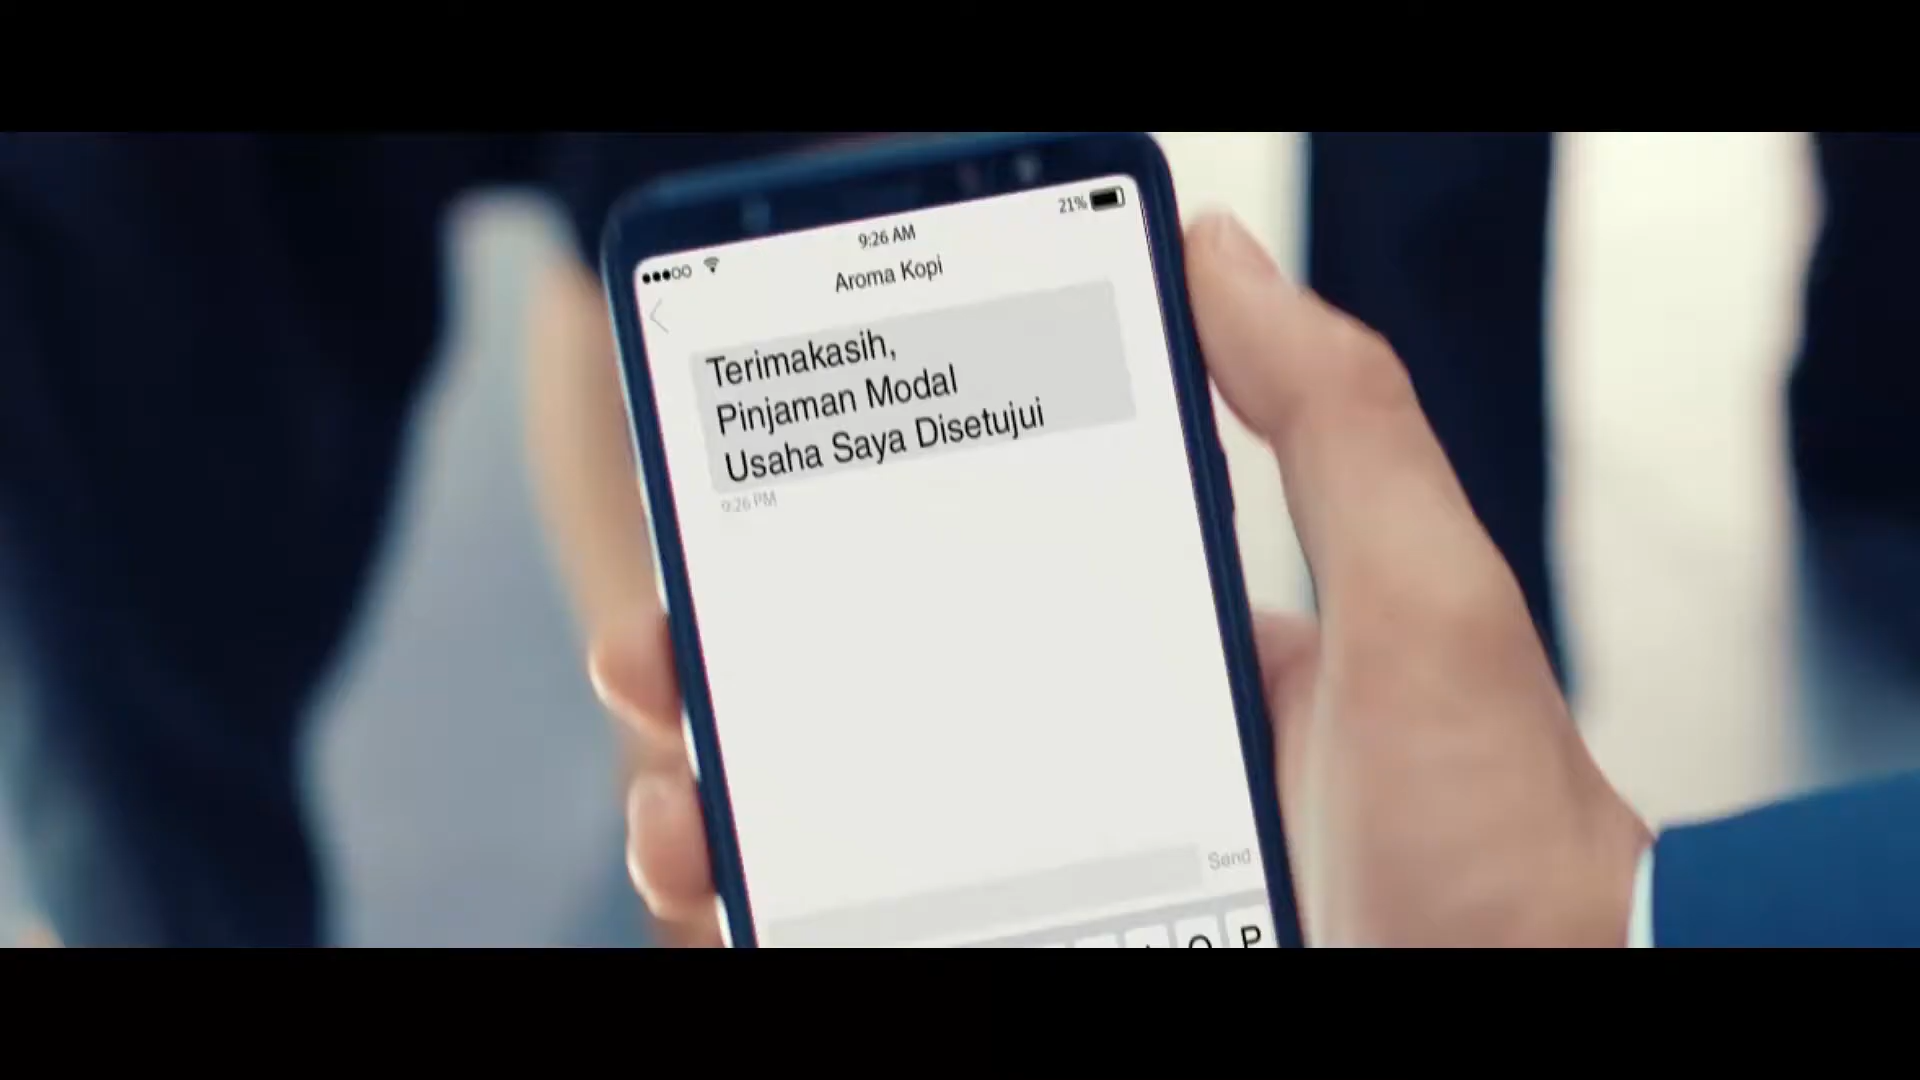 21%
9:26 AM
Aroma Kopi
Terimakasih,
Pinjaman Modal
Usaha Saya Disetujui
9:26 PM
Send
O P